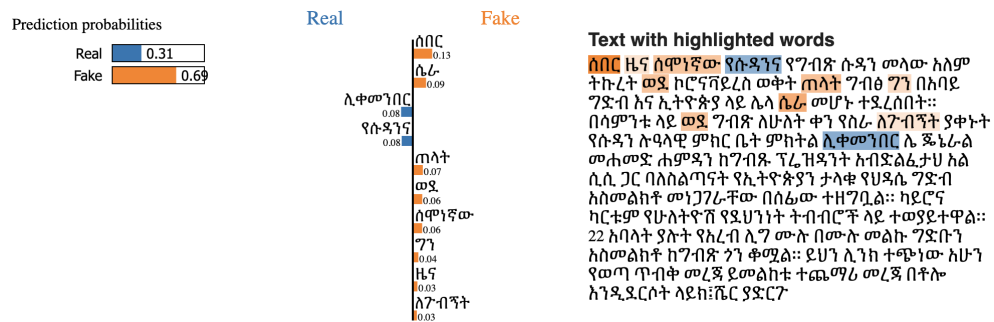 Prediction probabilities
Real 0.31
Fake 0.69
Real Fake
ሰበር
0.13
ሴራ
0.09
ሊቀመንበር
0.08
የሱዳንና
0.08
ጠላት
0.07
ወደ
0.06
ሰሞነኛው
0.06
ግን
0.04
ዜና
0.03
ለጉብኝት
0.03
Text with highlighted words
ሰበር ዜና ሰሞነኛው የሱዳንና የግብጽ ሱዳን መላው አለም
ትኩረት ወደ ኮሮናቫይረስ ወቅት ጠላት ግብፅ ግን በአባይ
ግድብ እና ኢትዮጵያ ላይ ሌላ ሴራ መሆኑ ተደረሰበት።
በሳምንቱ ላይ ወደ ግብጽ ለሁለት ቀን የስራ ለጉብኝት ያቀኑት
የሱዳን ሉዓላዊ ምክር ቤት ምክትል ሊቀመንበር ሌ ጄኔራል
መሐመድ ሐምዳን ከግብጹ ፕሬዝዳንት አብድልፈታህ አል
ሲሲ ጋር ባለስልጣናት የኢትዮጵያን ታላቁ የህዳሴ ግድብ
አስመልክቶ መነጋገራቸው በሰፊው ተዘግቧል። ካይሮና
ካርቱም የሁለትዮሽ የደህንነት ትብብሮች ላይ ተወያይተዋል።
22 አባላት ያሉት የአረብ ሊግ ሙሉ በሙሉ መልኩ ግድቡን
አስመልክቶ ከግብጽ ጎን ቆሟል። ይህን ሊንክ ተጭነው አሁን
የወጣ ጥብቅ መረጃ ይመልከቱ ተጨማሪ መረጃ በቶሎ
እንዲደርሶት ላይክ፤ሼር ያድርጉ